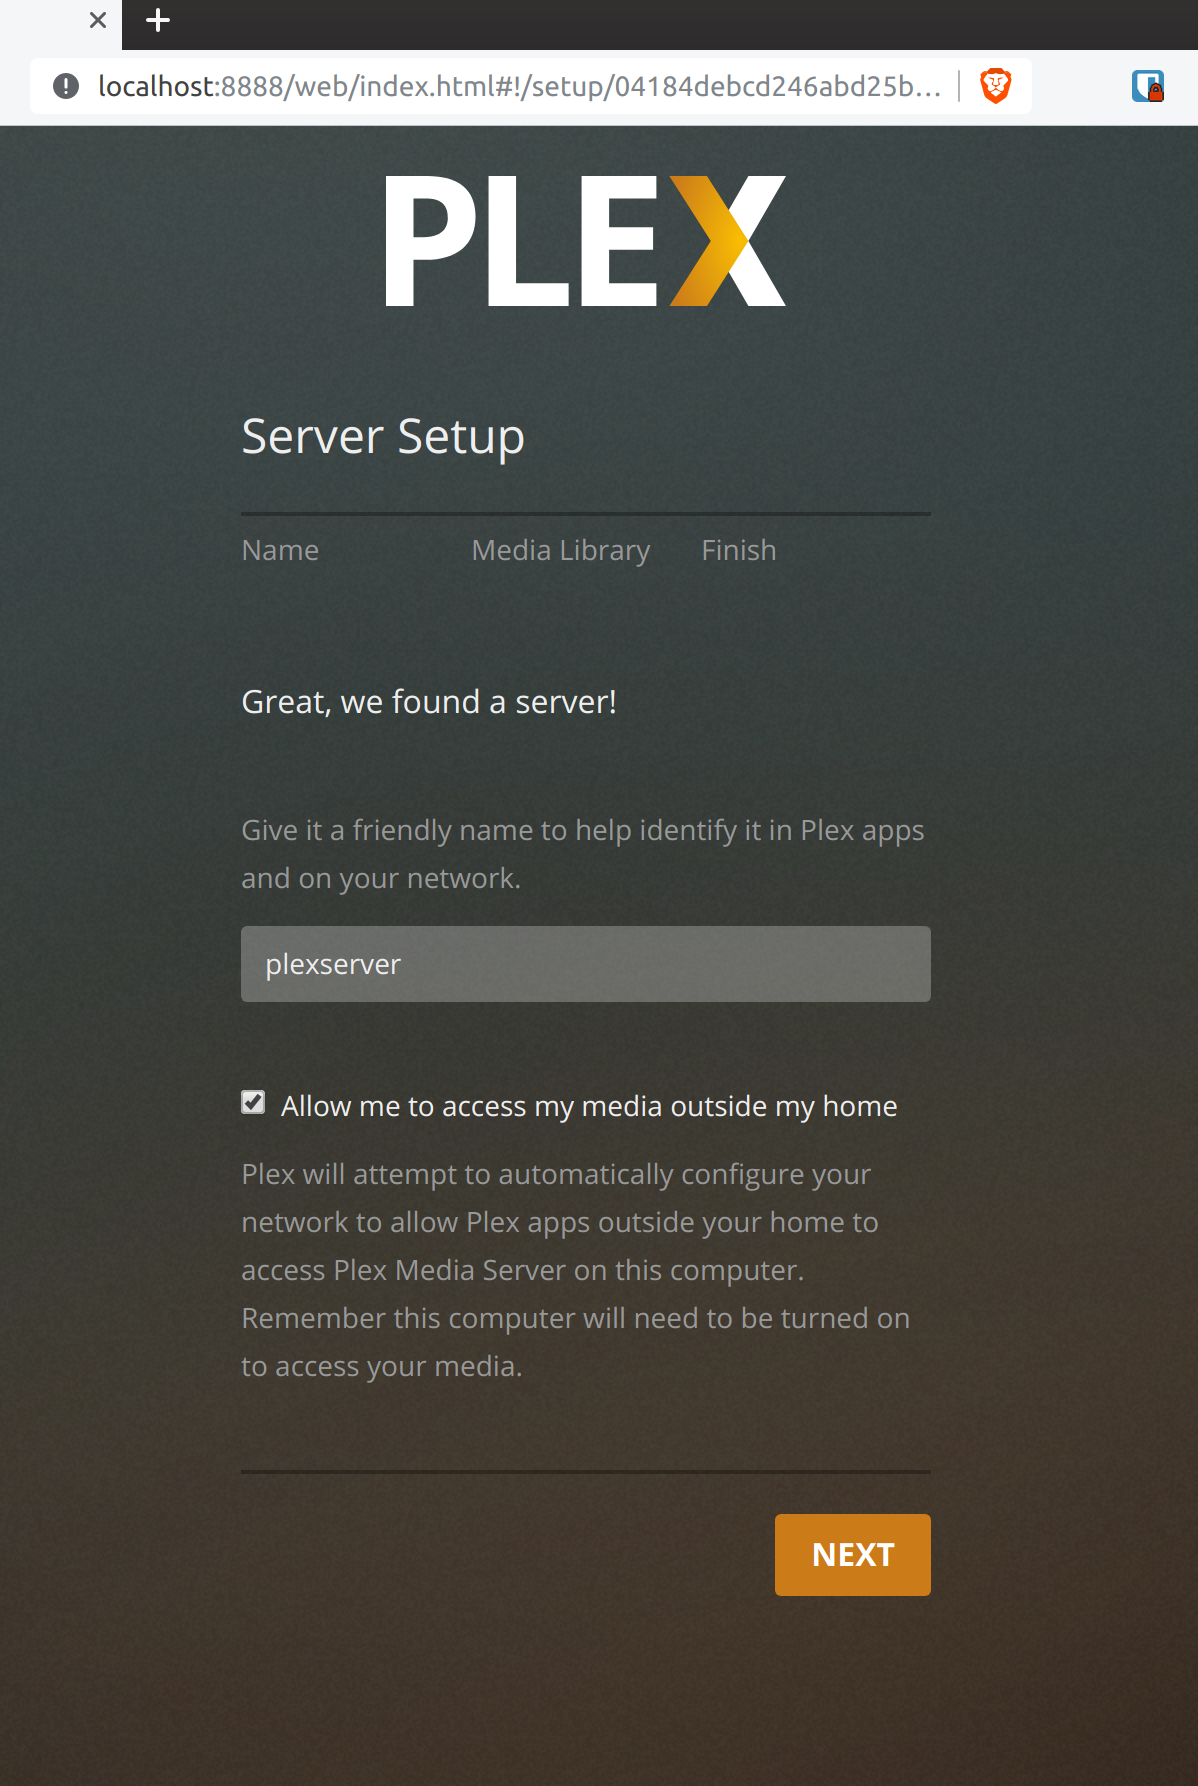 localhost:8888/web/index.html#!/setup/04184debcd246abd25b...
PLEX
Server Setup
Name Media Library Finish
Great, we found a server!
Give it a friendly name to help identify it in Plex apps
and on your network.
plexserver
Allow me to access my media outside my home
Plex will attempt to automatically configure your
network to allow Plex apps outside your home to
access Plex Media Server on this computer.
Remember this computer will need to be turned on
to access your media.
NEXT